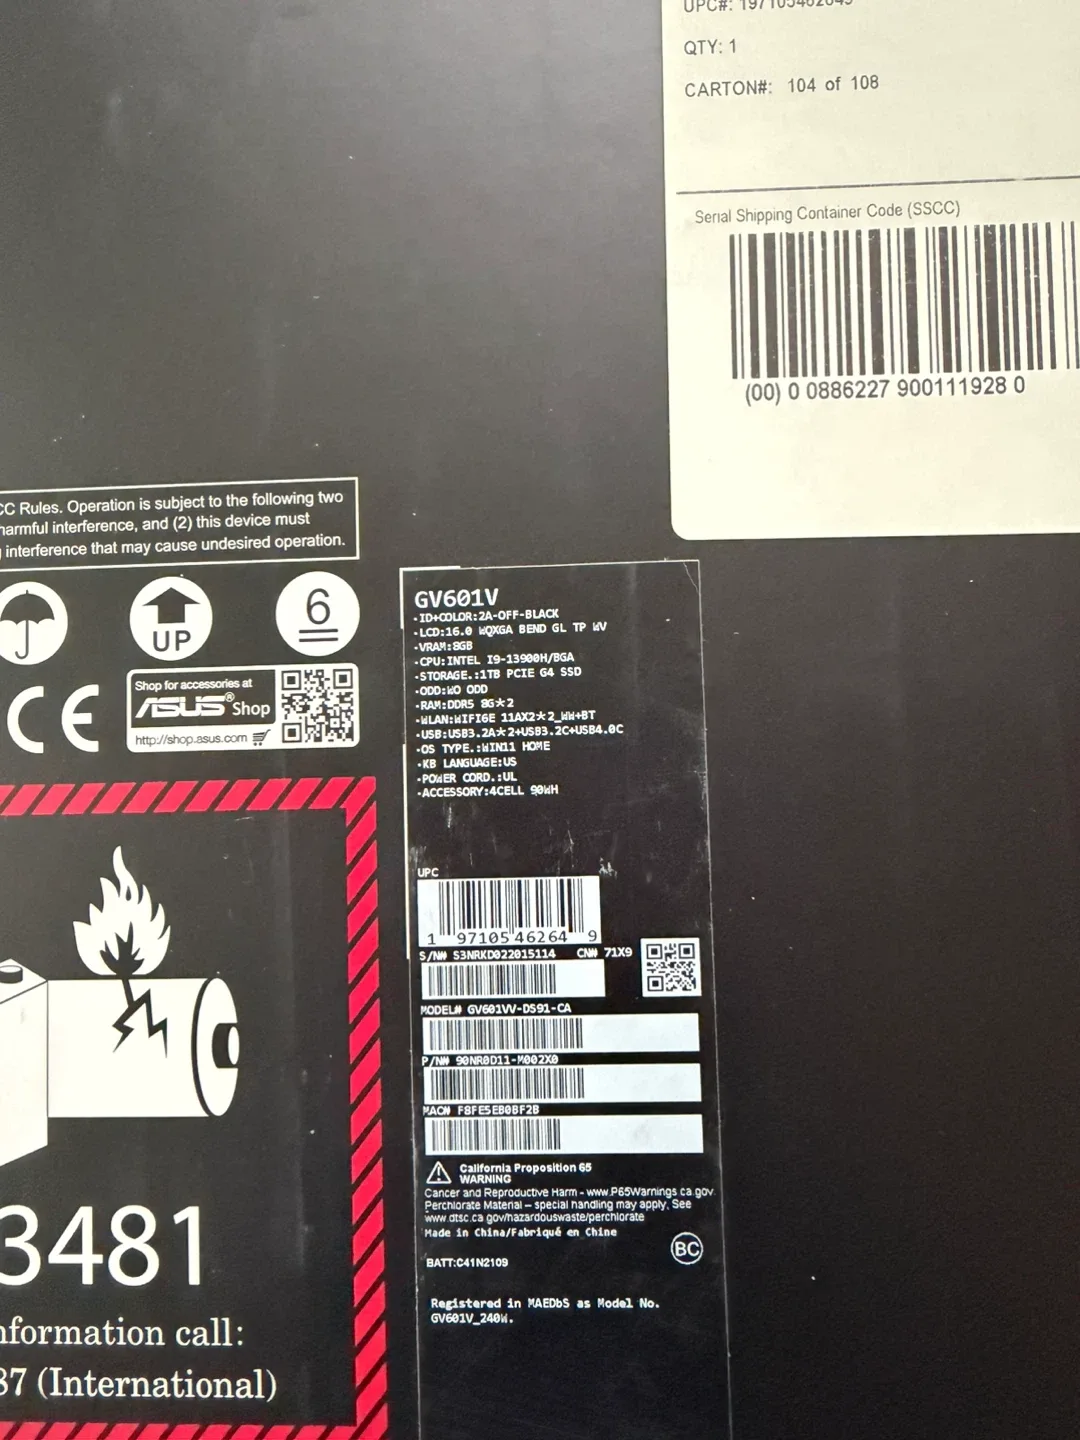 UPC#: 197105462649
QTY: 1
CARTON#: 104 of 108
Serial Shipping Container Code (SSCC)
(00) 0 0886227 900111928 0
CC Rules. Operation is subject to the following two
harmful interference, and (2) this device must
interference that may cause undesired operation.
UP
6
CE
Shop for accessories at
ASUS® Shop
http://shop.asus.com
3481
nformation call:
37 (International)
GV601V
·ID+COLOR:2A-OFF-BLACK
·LCD:16.0 WQXGA BEND GL TP WV
·VRAM:8GB
·CPU:INTEL I9-13900H/BGA
·STORAGE.:1TB PCIE G4 SSD
·ODD:WO ODD
·RAM:DDR5 8G*2
·WLAN:WIFI6E 11AX2*2_WW+BT
·USB:USB3.2A*2+USB3.2C+USB4.0C
·OS TYPE.:WIN11 HOME
·KB LANGUAGE:US
·POWER CORD.:UL
·ACCESSORY:4CELL 90WH
UPC
1 97105 46264 9
S/N# S3NRKD022015114 CN# 71X9
MODEL# GV601VV-DS91-CA
P/N# 90NR0D11-M002X0
MAC# F8FE5EB0BF2B
California Proposition 65
WARNING
Cancer and Reproductive Harm - www.P65Warnings.ca.gov.
Perchlorate Material – special handling may apply, See
www.dtsc.ca.gov/hazardouswaste/perchlorate
Made in China/Fabriqué en Chine
BC
BATT:C41N2109
Registered in MAEDbS as Model No.
GV601V_240W.